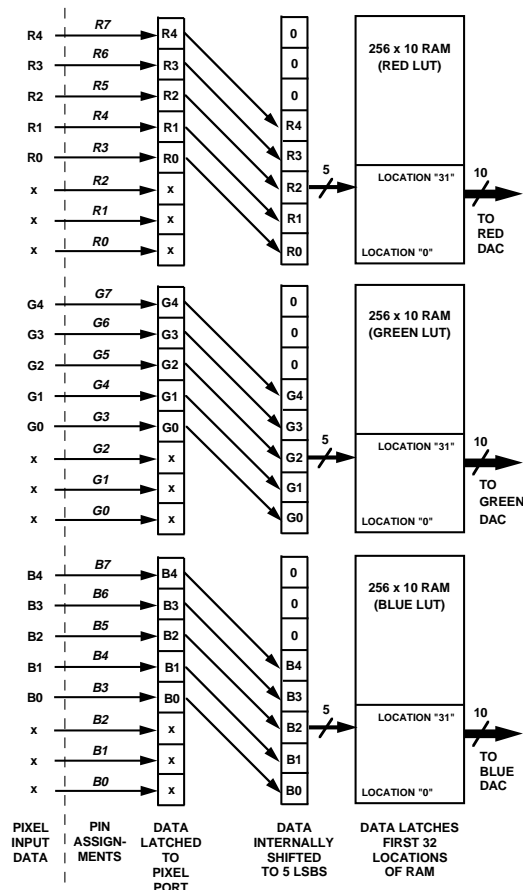 R4 R7 R4 0 256 x 10 RAM
R3 R6 R3 0 (RED LUT)
R2 R5 R2 0
R1 R4 R1 R4
R0 R3 R0 R3 5 LOCATION "31" 10
x R2 x R2
x R1 x R1 TO
x R0 x R0 LOCATION "0" RED
DAC
G4 G7 G4 0 256 x 10 RAM
G3 G6 G3 0 (GREEN LUT)
G2 G5 G2 0
G1 G4 G1 G4
G0 G3 G0 G3 5 LOCATION "31" 10
x G2 x G2
x G1 x G1 TO
x G0 x G0 LOCATION "0" GREEN
DAC
B4 B7 B4 0 256 x 10 RAM
B3 B6 B3 0 (BLUE LUT)
B2 B5 B2 0
B1 B4 B1 B4
B0 B3 B0 B3 5 LOCATION "31" 10
x B2 x B2
x B1 x B1 TO
x B0 x B0 LOCATION "0" BLUE
DAC
PIXEL PIN DATA DATA DATA LATCHES
INPUT ASSIGN- LATCHED INTERNALLY FIRST 32
DATA MENTS TO SHIFTED LOCATIONS
PIXEL TO 5 LSBS OF RAM
PORT